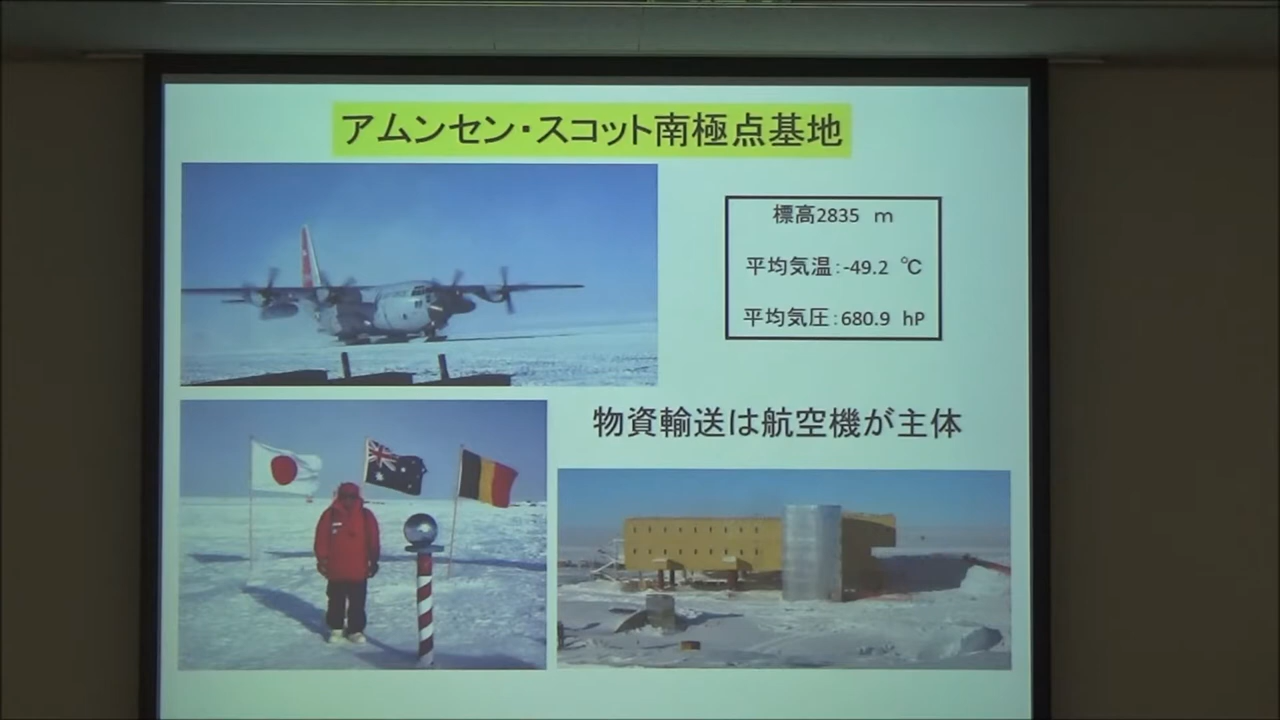 アムンセン・スコット南極点基地
標高2835 m
平均気温:-49.2 ℃
平均気圧:680.9 hP
物資輸送は航空機が主体